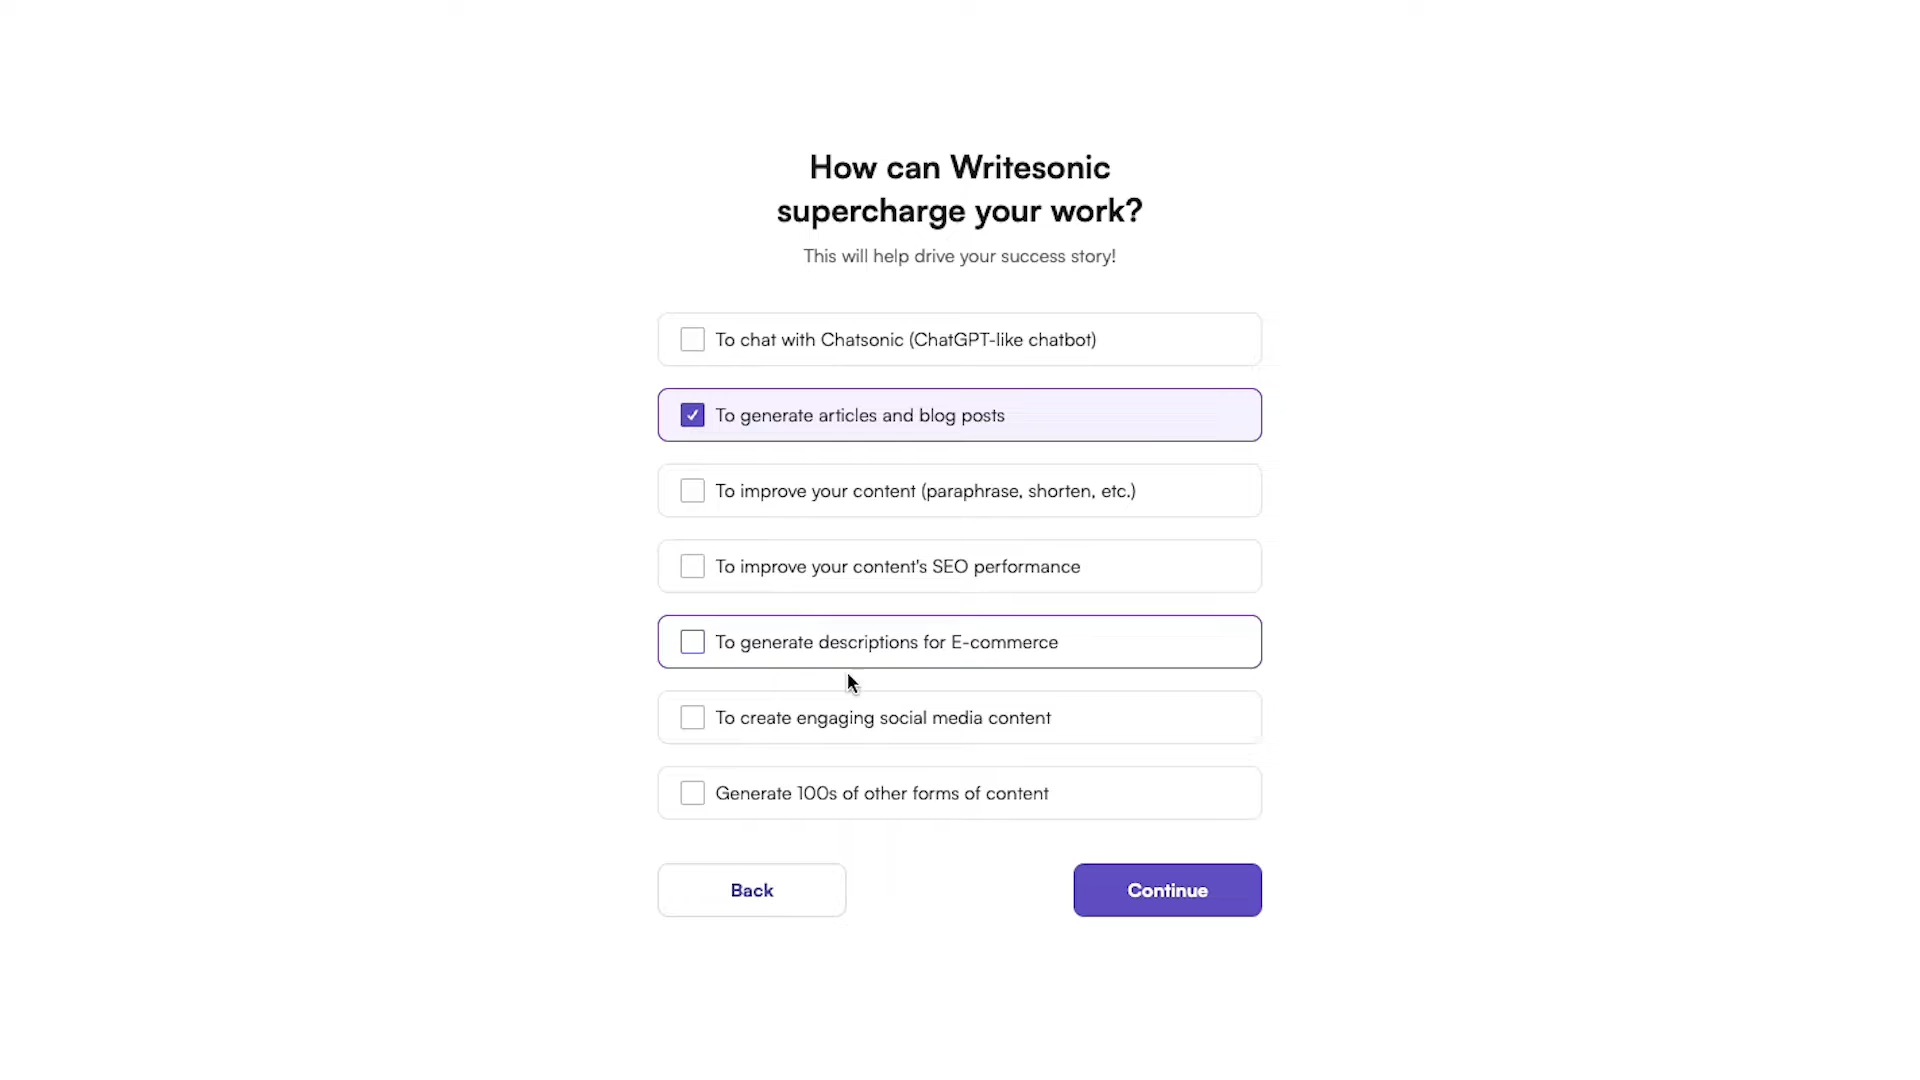 How can Writesonic
supercharge your work?
This will help drive your success story!
To chat with Chatsonic (ChatGPT-like chatbot)
To generate articles and blog posts
To improve your content (paraphrase, shorten, etc.)
To improve your content's SEO performance
To generate descriptions for E-commerce
To create engaging social media content
Generate 100s of other forms of content
Back
Continue